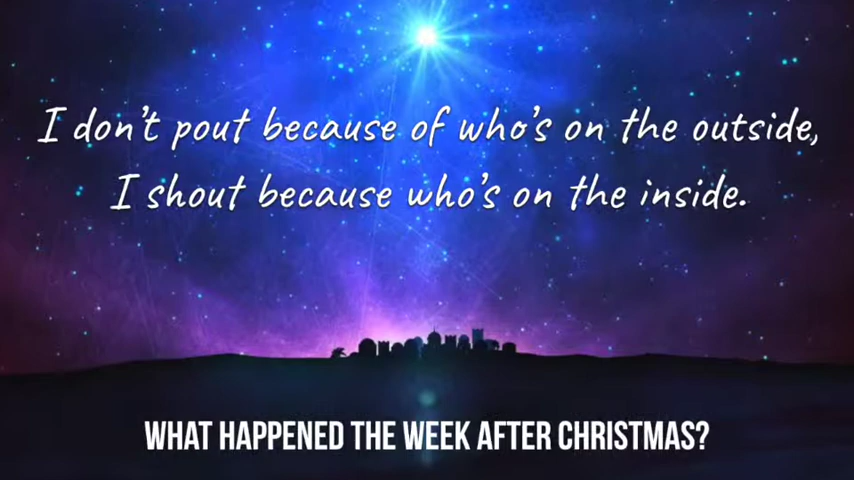 I don't pout because of who's on the outside,
I shout because who's on the inside.
WHAT HAPPENED THE WEEK AFTER CHRISTMAS?